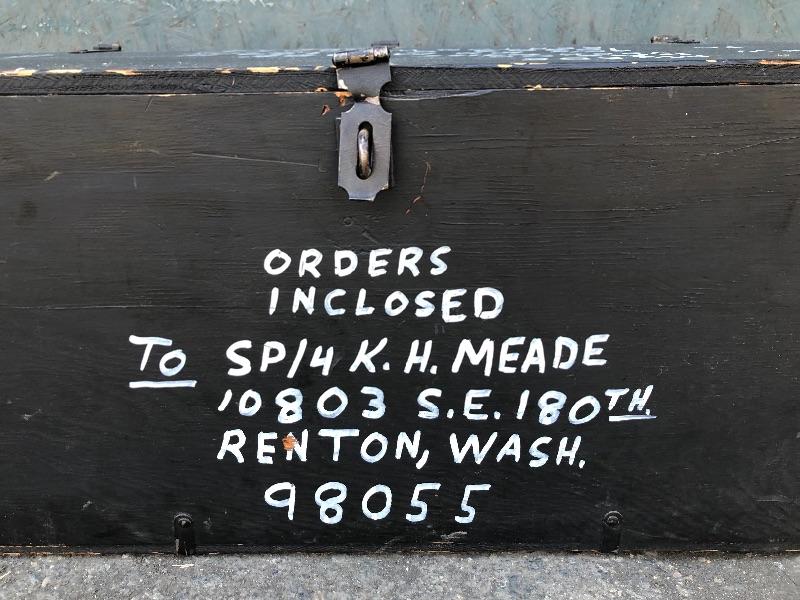 ORDERS
INCLOSED
To SP/4 K. H. MEADE
10803 S.E. 180TH.
RENTON, WASH.
98055